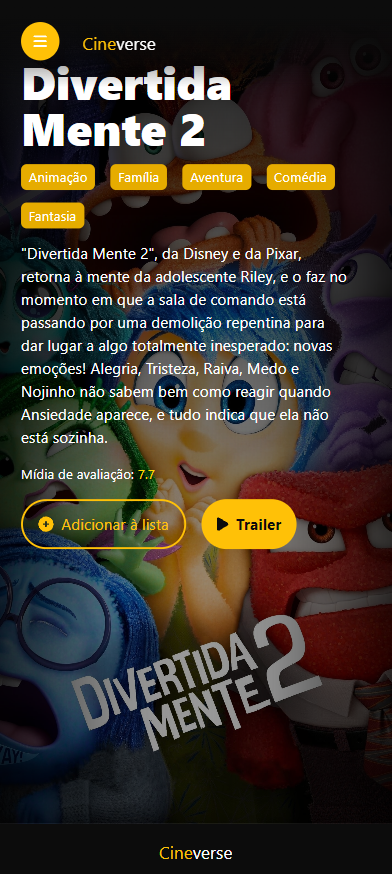 Cineverse
Divertida
Mente 2
Animação Família Aventura Comédia
Fantasia
"Divertida Mente 2", da Disney e da Pixar,
retorna à mente da adolescente Riley, e o faz no
momento em que a sala de comando está
passando por uma demolição repentina para
dar lugar a algo totalmente inesperado: novas
emoções! Alegria, Tristeza, Raiva, Medo e
Nojinho não sabem bem como reagir quando
Ansiedade aparece, e tudo indica que ela não
está sozinha.
Mídia de avaliação: 7.7
Adicionar à lista Trailer
DIVERTIDA
MENTE 2
Cineverse